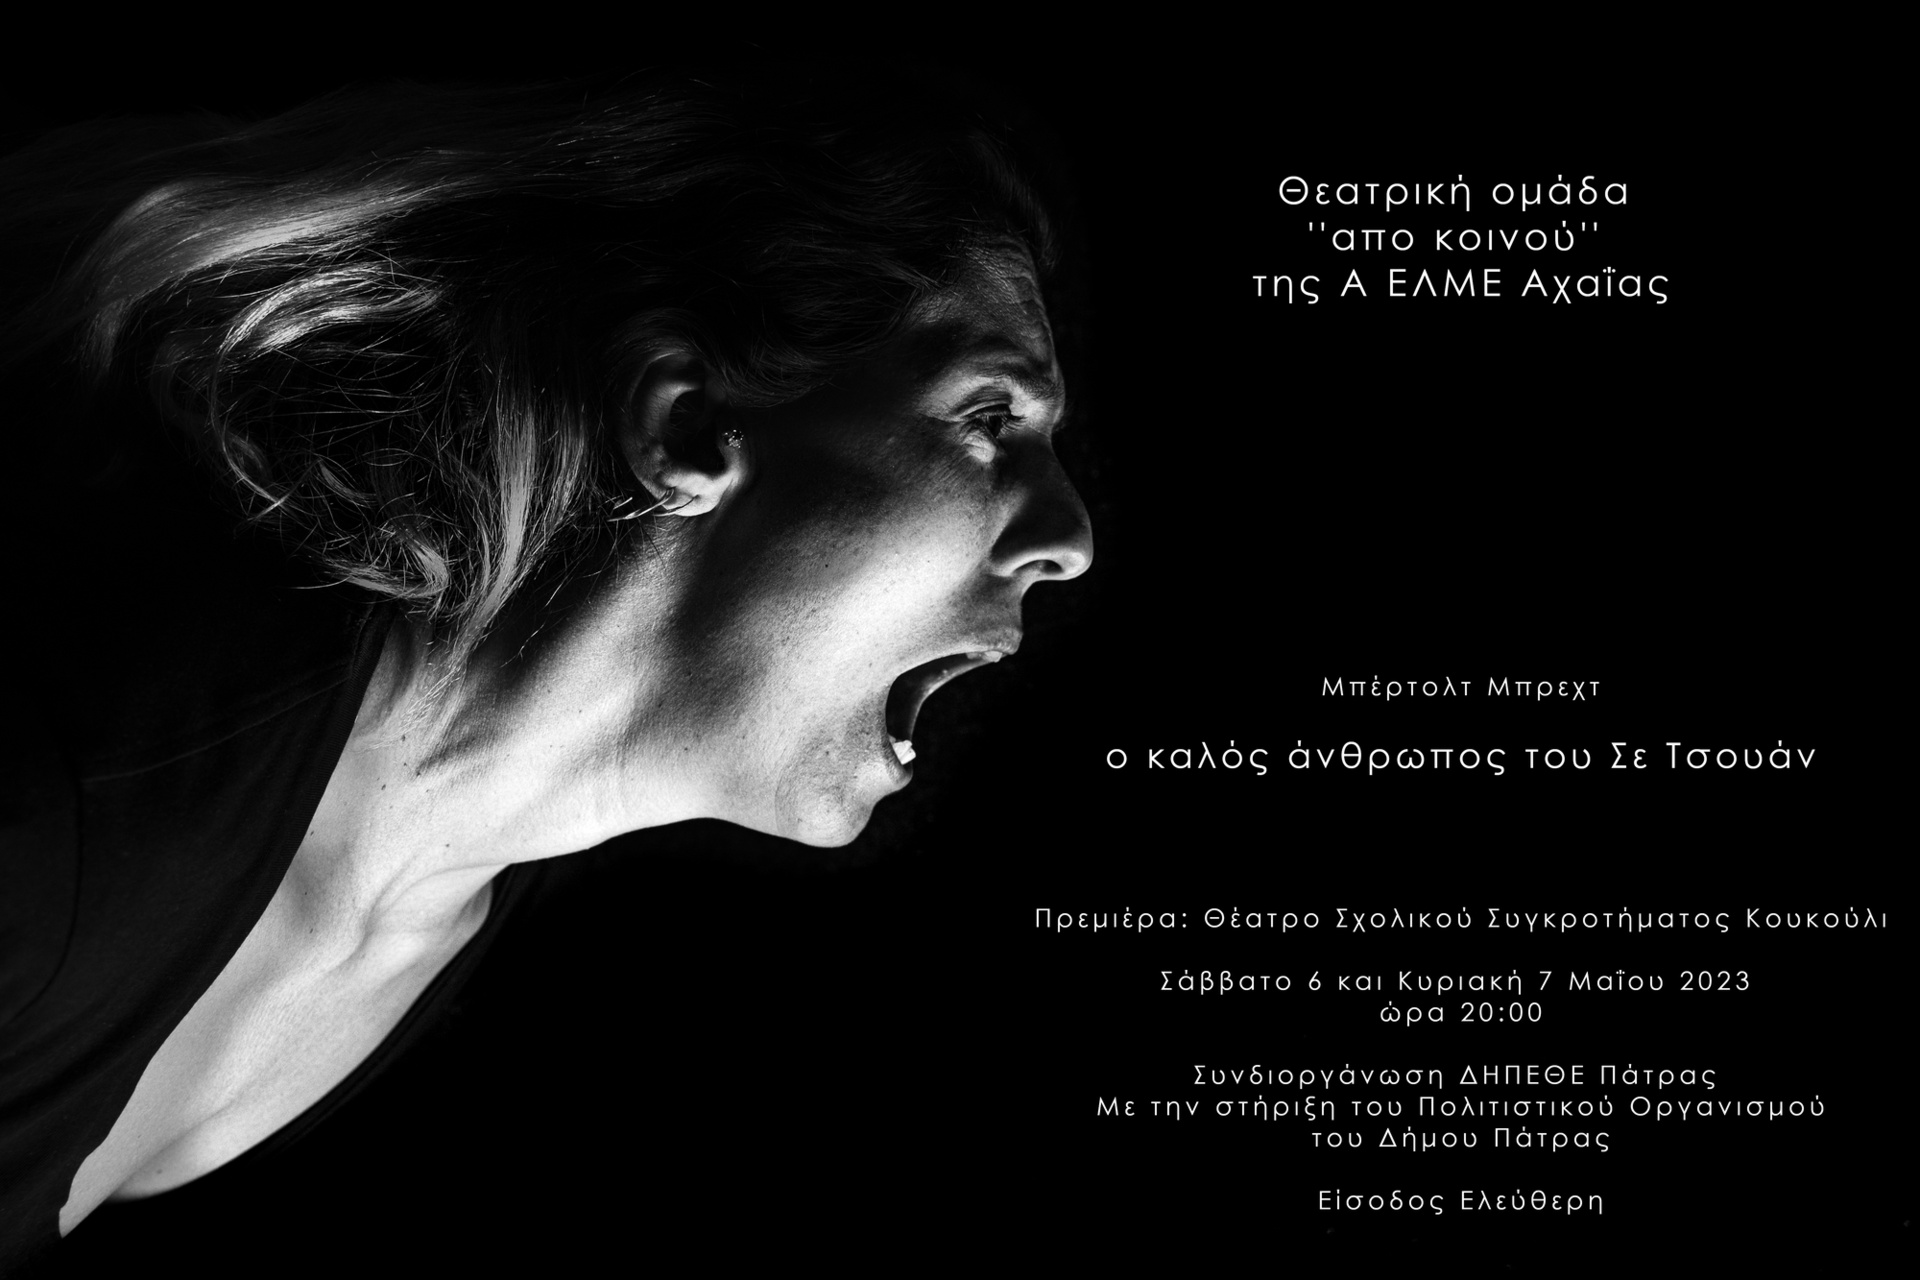 Θεατρική ομάδα
''απο κοινού''
της Α ΕΛΜΕ Αχαΐας
Μπέρτολτ Μπρεχτ
ο καλός άνθρωπος του Σε Τσουάν
Πρεμιέρα: Θέατρο Σχολικού Συγκροτήματος Κουκούλι
Σάββατο 6 και Κυριακή 7 Μαΐου 2023
ώρα 20:00
Συνδιοργάνωση ΔΗΠΕΘΕ Πάτρας
Με την στήριξη του Πολιτιστικού Οργανισμού
του Δήμου Πάτρας
Είσοδος Ελεύθερη